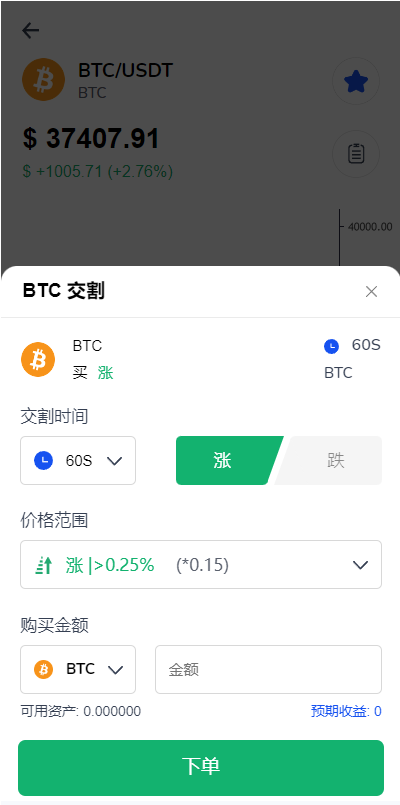 BTC/USDT
BTC
$ 37407.91
$ +1005.71 (+2.76%)
40000.00
BTC 交割
BTC
60S
买 涨
BTC
交割时间
60S
涨
跌
价格范围
涨 |>0.25% (*0.15)
购买金额
BTC
金额
可用资产: 0.000000
预期收益: 0
下单